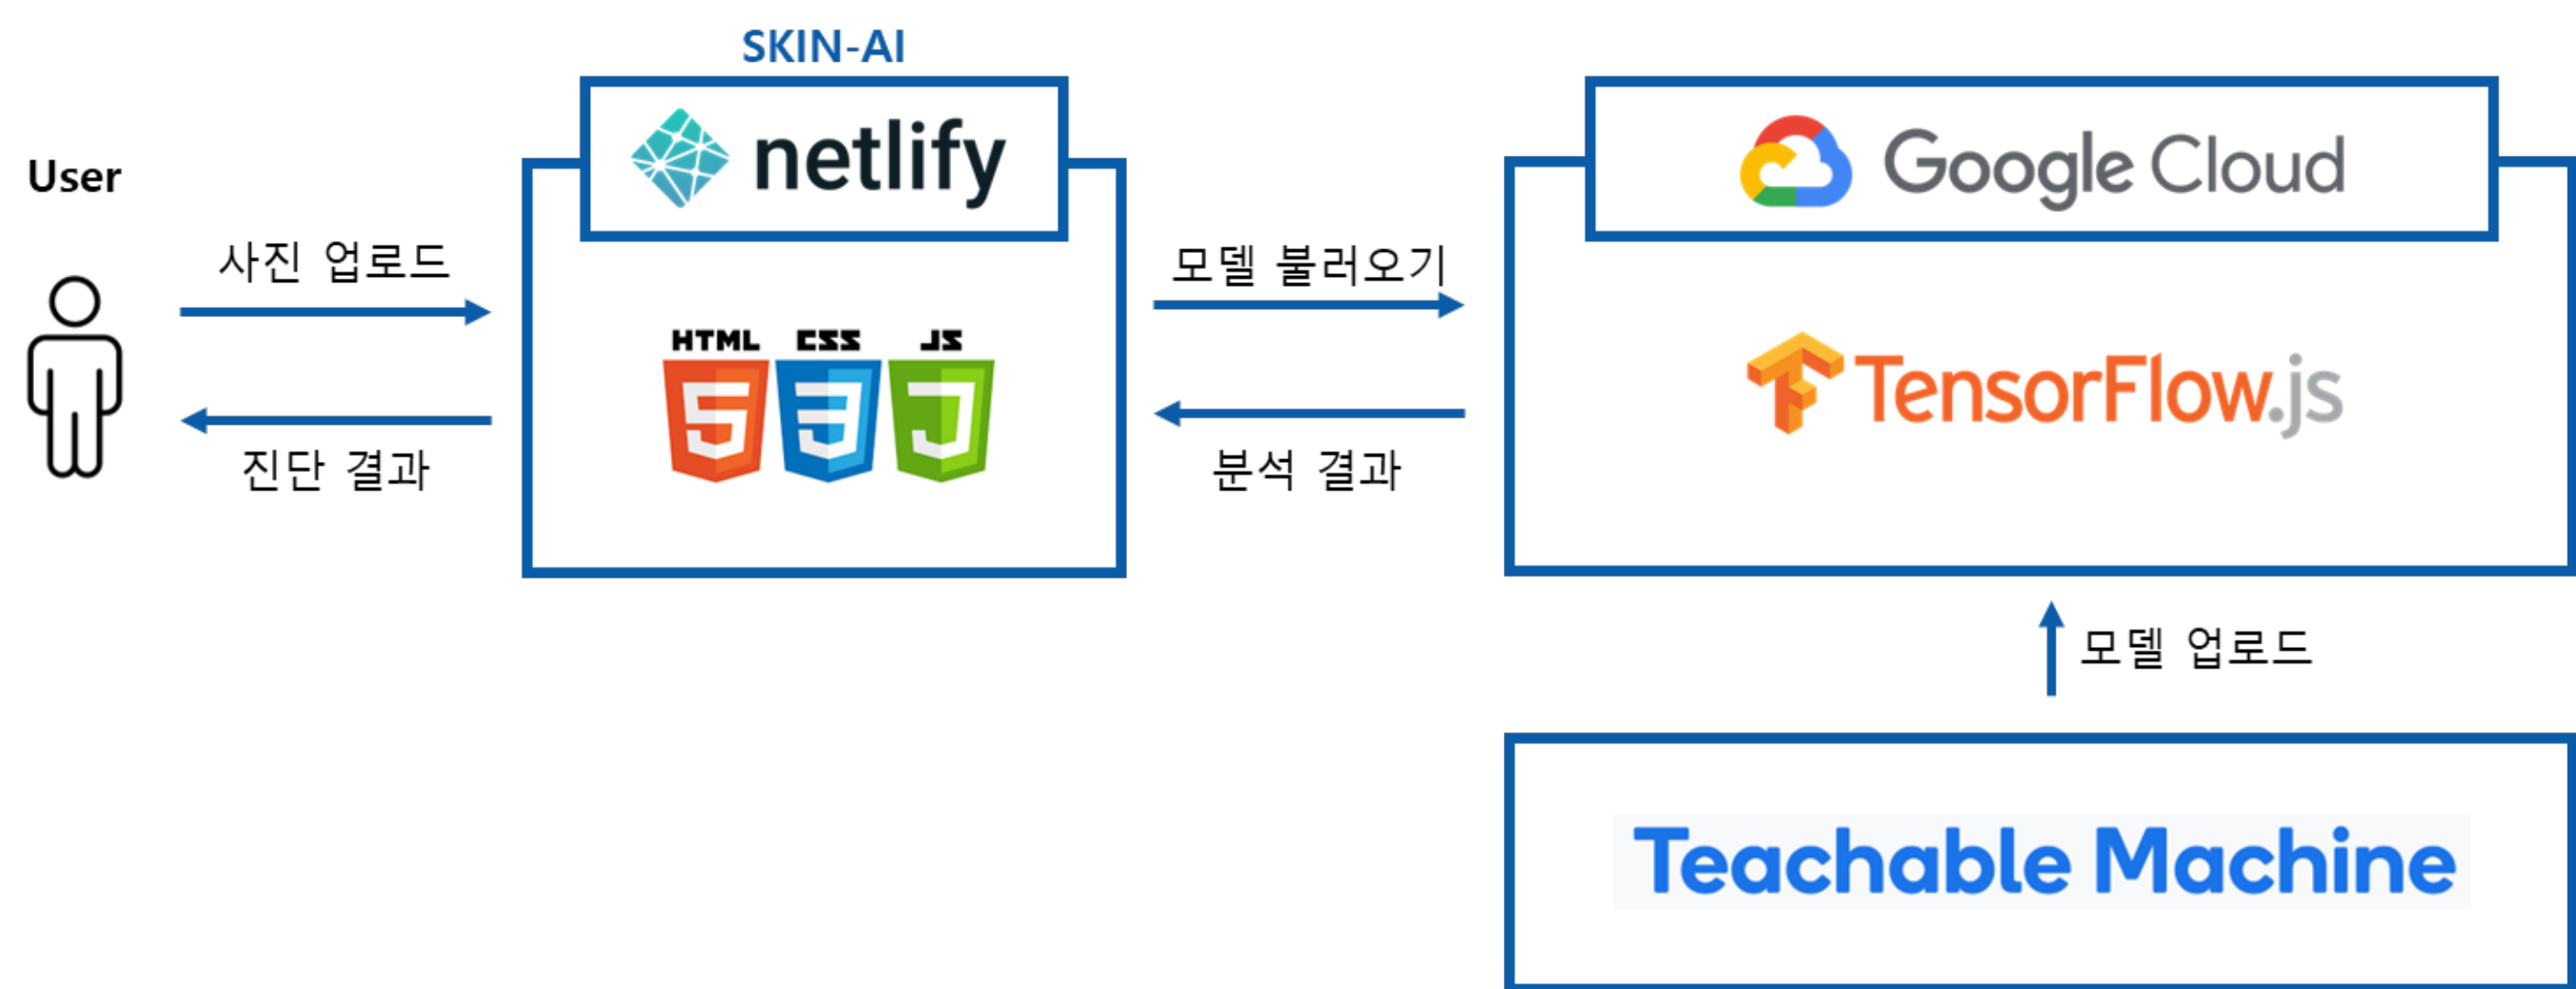 SKIN-AI
netlify
Google Cloud
User
사진 업로드
모델 불러오기
HTML CSS JS
TensorFlow.js
진단 결과
분석 결과
모델 업로드
Teachable Machine